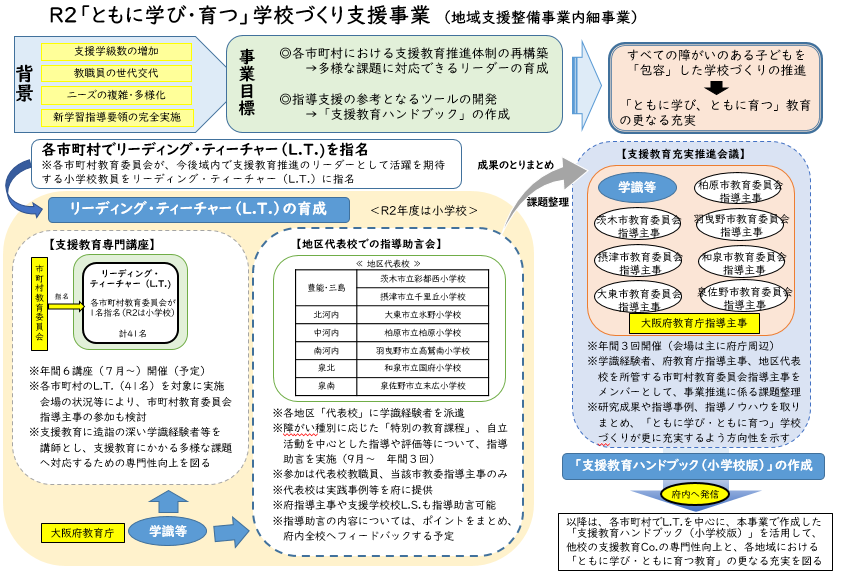 R2「ともに学び・育つ」学校づくり支援事業 （地域支援整備事業内細事業）
背景
支援学級数の増加
教職員の世代交代
ニーズの複雑・多様化
新学習指導要領の完全実施
事業目標
◎各市町村における支援教育推進体制の再構築
→多様な課題に対応できるリーダーの育成
◎指導支援の参考となるツールの開発
→「支援教育ハンドブック」の作成
すべての障がいのある子どもを
「包容」した学校づくりの推進
「ともに学び、ともに育つ」教育
の更なる充実
各市町村でリーディング・ティーチャー（L.T.）を指名
※各市町村教育委員会が、今後域内で支援教育推進のリーダーとして活躍を期待
する小学校教員をリーディング・ティーチャー（L.T.）に指名
リーディング・ティーチャー（L.T.）の育成
＜R2年度は小学校＞
成果のとりまとめ
課題整理
【支援教育専門講座】
市町村教育委員会
指名
リーディング・
ティーチャー（L.T.)
各市町村教育委員会が
1名指名（R2は小学校）
計41名
※年間６講座（７月～）開催（予定）
※各市町村のL.T.（41名）を対象に実施
会場の状況等により、市町村教育委員会
指導主事の参加も検討
※支援教育に造詣の深い学識経験者等を
講師とし、支援教育にかかる多様な課題
へ対応するための専門性向上を図る
大阪府教育庁
学識等
【地区代表校での指導助言会】
≪ 地区代表校 ≫
豊能・三島
茨木市立彩都西小学校
摂津市立千里丘小学校
北河内 大東市立氷野小学校
中河内 柏原市立柏原小学校
南河内 羽曳野市立高鷲南小学校
泉北 和泉市立国府小学校
泉南 泉佐野市立末広小学校
※各地区「代表校」に学識経験者を派遣
※障がい種別に応じた「特別の教育課程」、自立
活動を中心とした指導や評価等について、指導
助言を実施（9月～ 年間３回）
※参加は代表校教職員、当該市教委指導主事のみ
※代表校は実践事例等を府に提供
※府指導主事や支援学校L.S.も指導助言可能
※指導助言の内容については、ポイントをまとめ、
府内全校へフィードバックする予定
【支援教育充実推進会議】
学識等
柏原市教育委員会
指導主事
茨木市教育委員会
指導主事
羽曳野市教育委員会
指導主事
摂津市教育委員会
指導主事
和泉市教育委員会
指導主事
大東市教育委員会
指導主事
泉佐野市教育委員会
指導主事
大阪府教育庁指導主事
※年間３回開催（会場は主に府庁周辺）
※学識経験者、府教育庁指導主事、地区代表
校を所管する市町村教育委員会指導主事を
メンバーとして、事業推進に係る課題整理
※研究成果や指導事例、指導ノウハウを取り
まとめ、「ともに学び・ともに育つ」学校
づくりが更に充実するよう方向性を示す
「支援教育ハンドブック（小学校版）」の作成
府内へ発信
以降は、各市町村でL.T.を中心に、本事業で作成した
「支援教育ハンドブック（小学校版）」を活用して、
他校の支援教育Co.の専門性向上と、各地域における
「ともに学び・ともに育つ教育」の更なる充実を図る